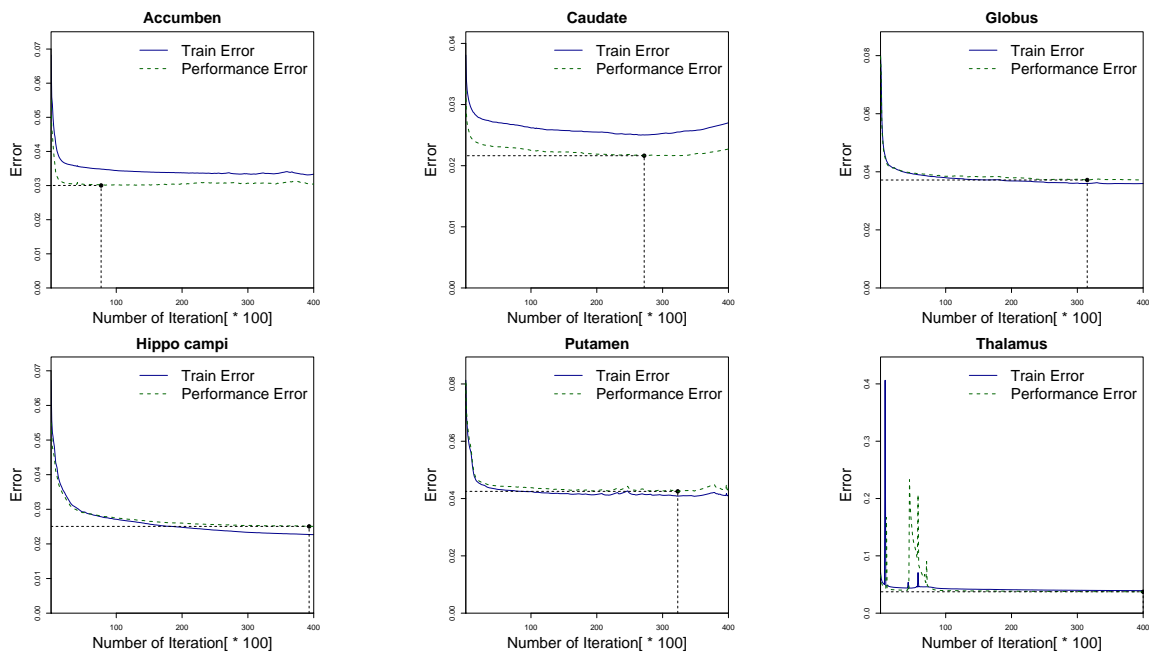 Accumben
Train Error
Performance Error
0.00 0.01 0.02 0.03 0.04 0.05 0.06 0.07
Error
100 200 300 400
Number of Iteration[ * 100]
Caudate
Train Error
Performance Error
0.00 0.01 0.02 0.03 0.04
Error
100 200 300 400
Number of Iteration[ * 100]
Globus
Train Error
Performance Error
0.00 0.02 0.04 0.06 0.08
Error
100 200 300 400
Number of Iteration[ * 100]
Hippo campi
Train Error
Performance Error
0.00 0.01 0.02 0.03 0.04 0.05 0.06 0.07
Error
100 200 300 400
Number of Iteration[ * 100]
Putamen
Train Error
Performance Error
0.00 0.02 0.04 0.06 0.08
Error
100 200 300 400
Number of Iteration[ * 100]
Thalamus
Train Error
Performance Error
0.0 0.1 0.2 0.3 0.4
Error
100 200 300 400
Number of Iteration[ * 100]